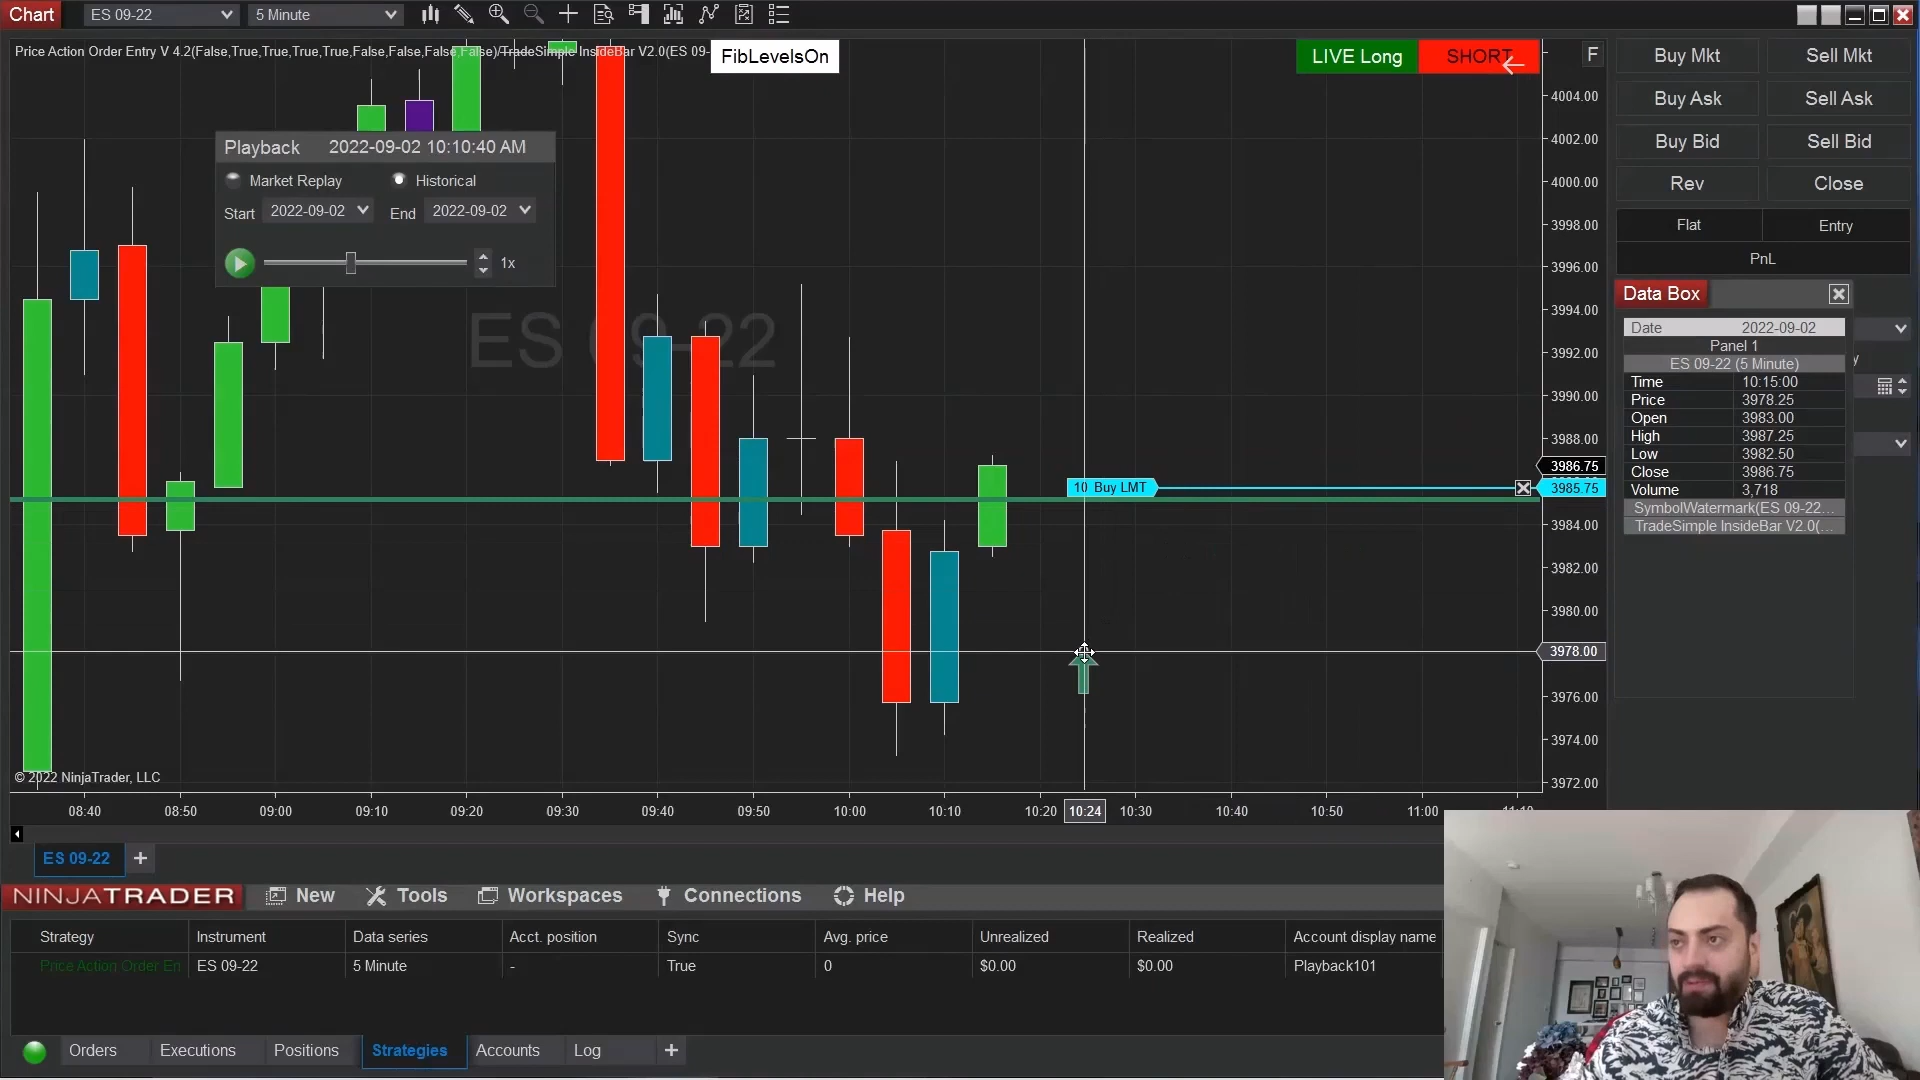 Chart
ES 09-22
5 Minute
Price Action Order Entry V 4.2(False,True,True,True,True,False,False,False,False)/TradeSimple InsideBar V2.0(ES 09-
FibLevelsOn
LIVE Long
SHORT
F
Buy Mkt
Sell Mkt
Buy Ask
Sell Ask
Buy Bid
Sell Bid
Rev
Close
Flat
Entry
PnL
Playback
2022-09-02 10:10:40 AM
Market Replay
Historical
Start
2022-09-02
End
2022-09-02
1x
ES 09-22
Data Box
Date 2022-09-02
Panel 1
ES 09-22 (5 Minute)
Time 10:15:00
Price 3978.25
Open 3983.00
High 3987.25
Low 3982.50
Close 3986.75
Volume 3,718
SymbolWatermark(ES 09-22...
TradeSimple InsideBar V2.0(...
y
4004.00
4002.00
4000.00
3998.00
3996.00
3994.00
3992.00
3990.00
3988.00
3986.75
3985.75
3984.00
3982.00
3980.00
3978.00
3976.00
3974.00
3972.00
10 Buy LMT
© 2022 NinjaTrader, LLC
08:40
08:50
09:00
09:10
09:20
09:30
09:40
09:50
10:00
10:10
10:20
10:24
10:30
10:40
10:50
11:00
11:10
ES 09-22
NINJATRADER
New
Tools
Workspaces
Connections
Help
Strategy
Instrument
Data series
Acct. position
Sync
Avg. price
Unrealized
Realized
Account display name
Price Action Order En
ES 09-22
5 Minute
-
True
0
$0.00
$0.00
Playback101
Orders
Executions
Positions
Strategies
Accounts
Log